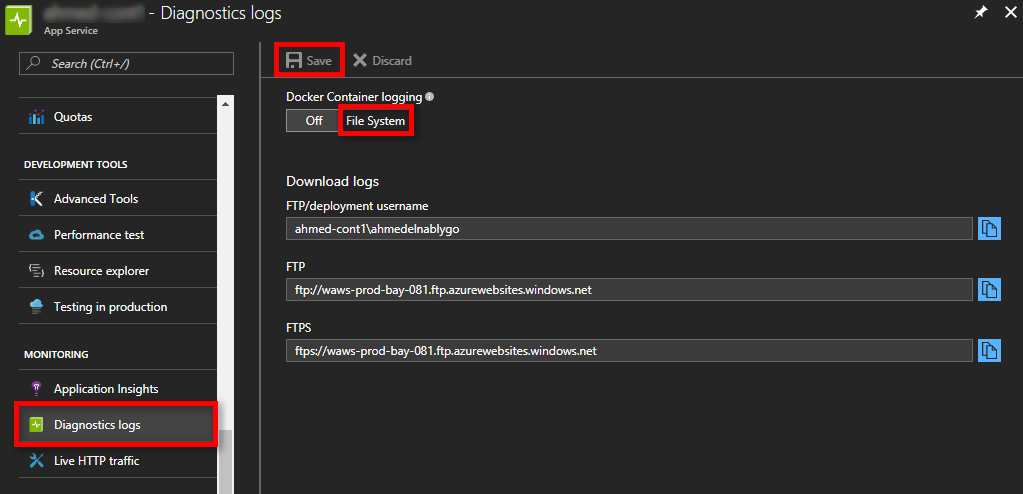 - Diagnostics logs
App Service
Search (Ctrl+/)
Quotas
DEVELOPMENT TOOLS
Advanced Tools
Performance test
Resource explorer
Testing in production
MONITORING
Application Insights
Diagnostics logs
Live HTTP traffic
Save Discard
Docker Container logging
Off File System
Download logs
FTP/deployment username
ahmed-cont1\ahmedelnablygo
FTP
ftp://waws-prod-bay-081.ftp.azurewebsites.windows.net
FTPS
ftps://waws-prod-bay-081.ftp.azurewebsites.windows.net